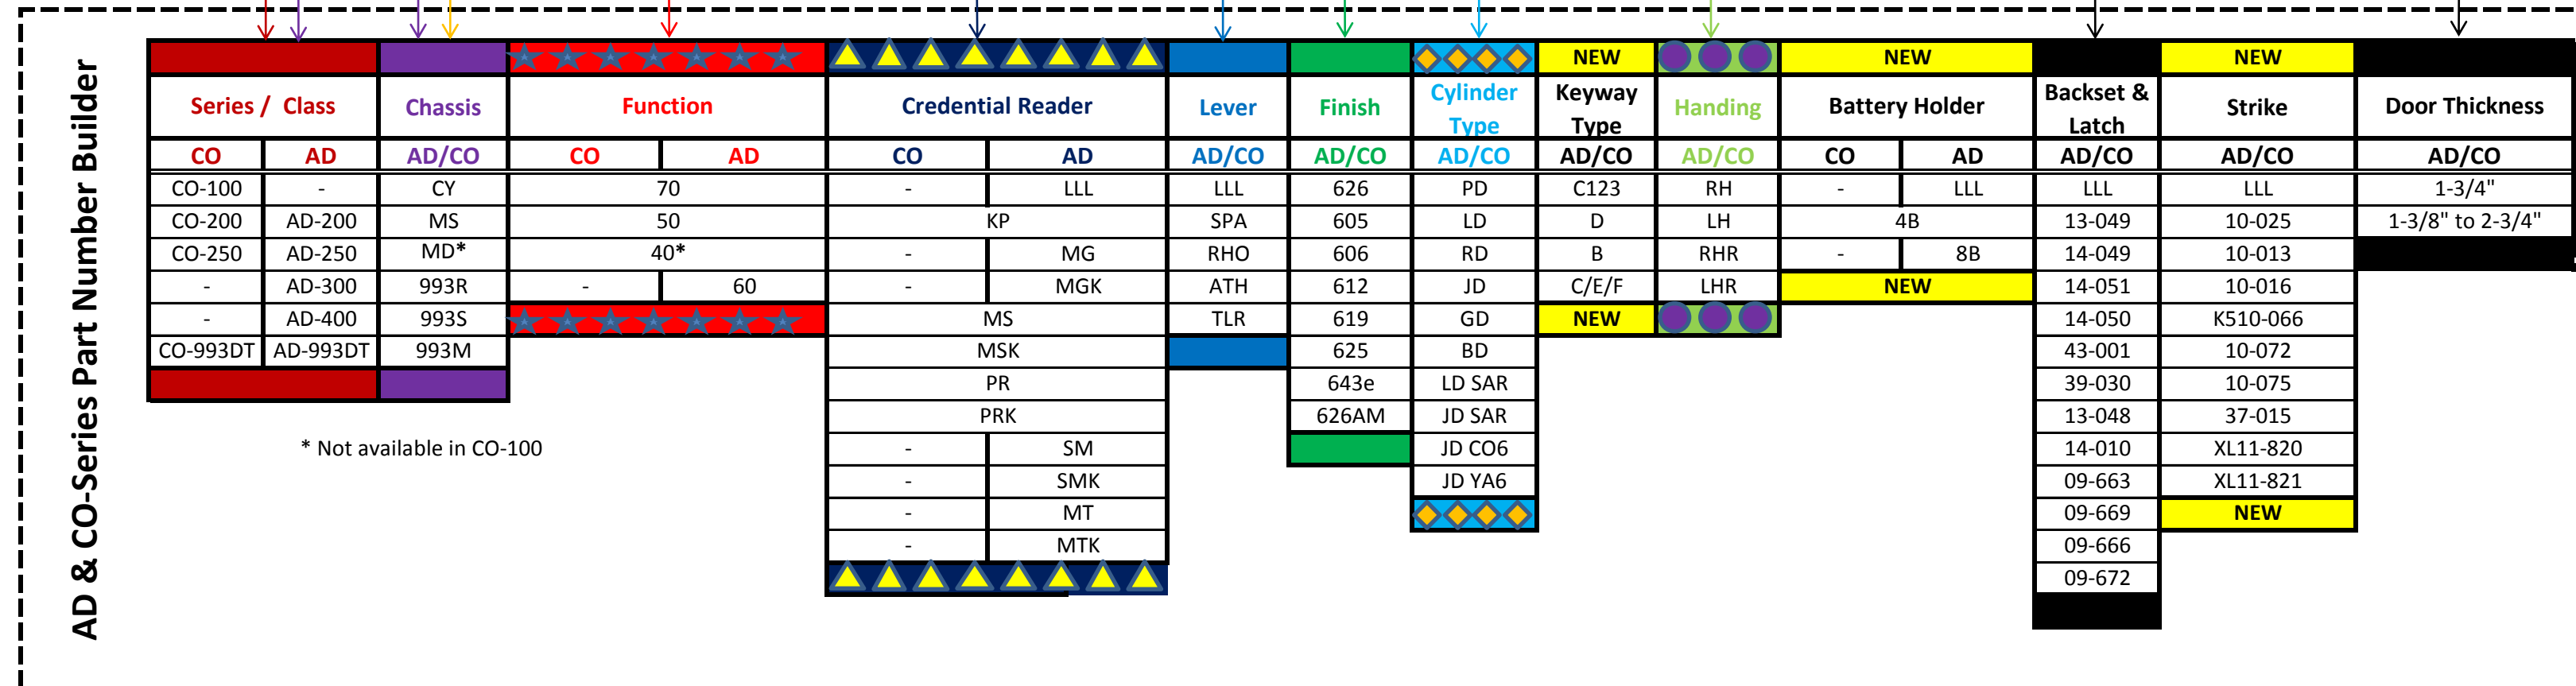 AD & CO-Series Part Number Builder
NEW NEW NEW
Series / Class Chassis Function Credential Reader Lever Finish Cylinder Type Keyway Type Handing Battery Holder Backset & Latch Strike Door Thickness
CO AD AD/CO CO AD CO AD AD/CO AD/CO AD/CO AD/CO AD/CO CO AD AD/CO AD/CO AD/CO
CO-100 - CY 70 - LLL LLL 626 PD C123 RH - LLL LLL LLL 1-3/4"
CO-200 AD-200 MS 50 KP SPA 605 LD D LH 4B 13-049 10-025 1-3/8" to 2-3/4"
CO-250 AD-250 MD* 40* - MG RHO 606 RD B RHR - 8B 14-049 10-013
- AD-300 993R - 60 - MGK ATH 612 JD C/E/F LHR NEW 14-051 10-016
- AD-400 993S MS TLR 619 GD NEW 14-050 K510-066
CO-993DT AD-993DT 993M MSK 625 BD 43-001 10-072
PR 643e LD SAR 39-030 10-075
PRK 626AM JD SAR 13-048 37-015
* Not available in CO-100 - SM JD CO6 14-010 XL11-820
- SMK JD YA6 09-663 XL11-821
- MT 09-669 NEW
- MTK 09-666
09-672